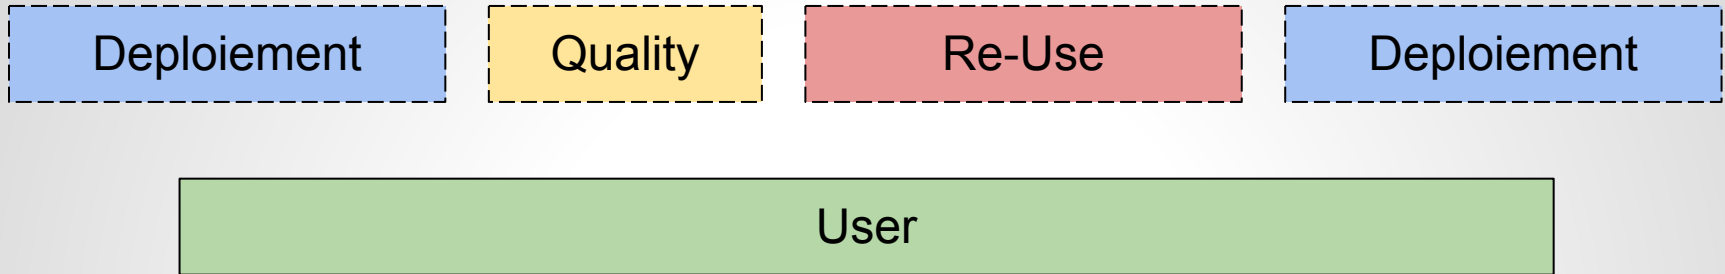 Deploiement
Quality
Re-Use
Deploiement
User